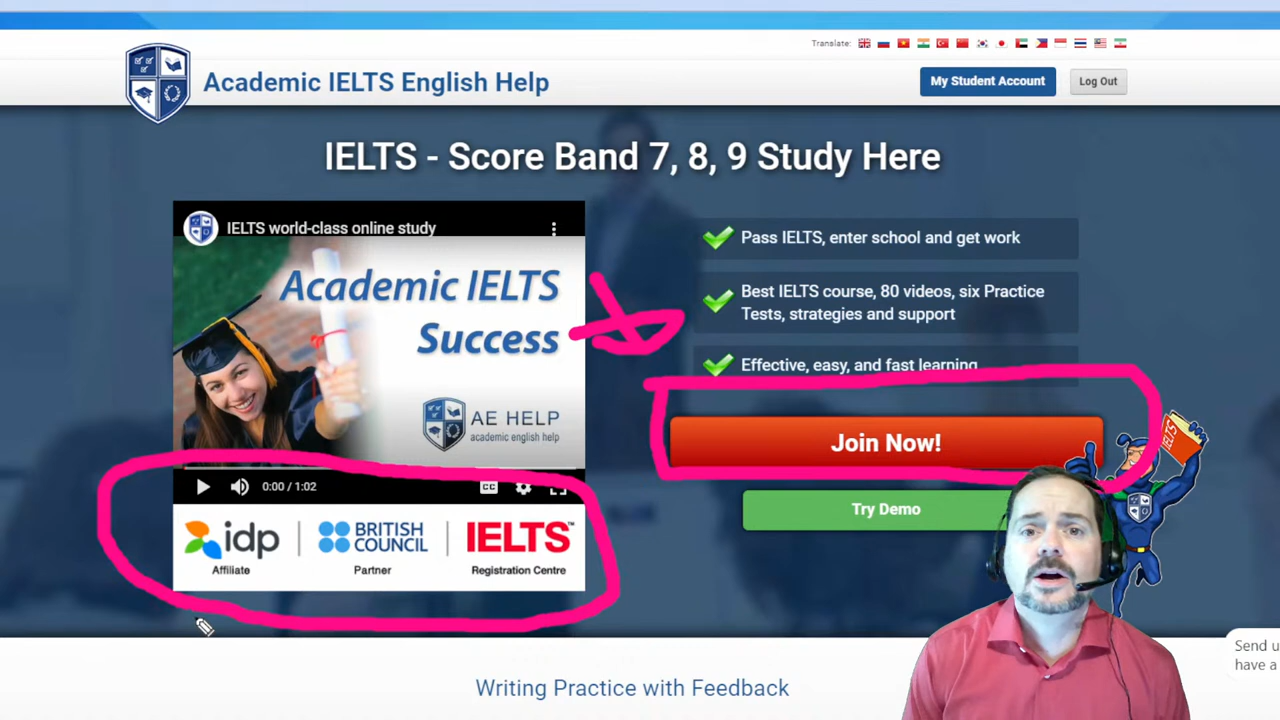 Translate:
Academic IELTS English Help
My Student Account
Log Out
IELTS - Score Band 7, 8, 9 Study Here
IELTS world-class online study
Academic IELTS
Success
AE HELP
academic english help
0:00 / 1:02
CC
idp
Affiliate
BRITISH
COUNCIL
Partner
IELTS™
Registration Centre
Pass IELTS, enter school and get work
Best IELTS course, 80 videos, six Practice
Tests, strategies and support
Effective, easy, and fast learning
Join Now!
IELTS
Try Demo
Writing Practice with Feedback
Send u
have a